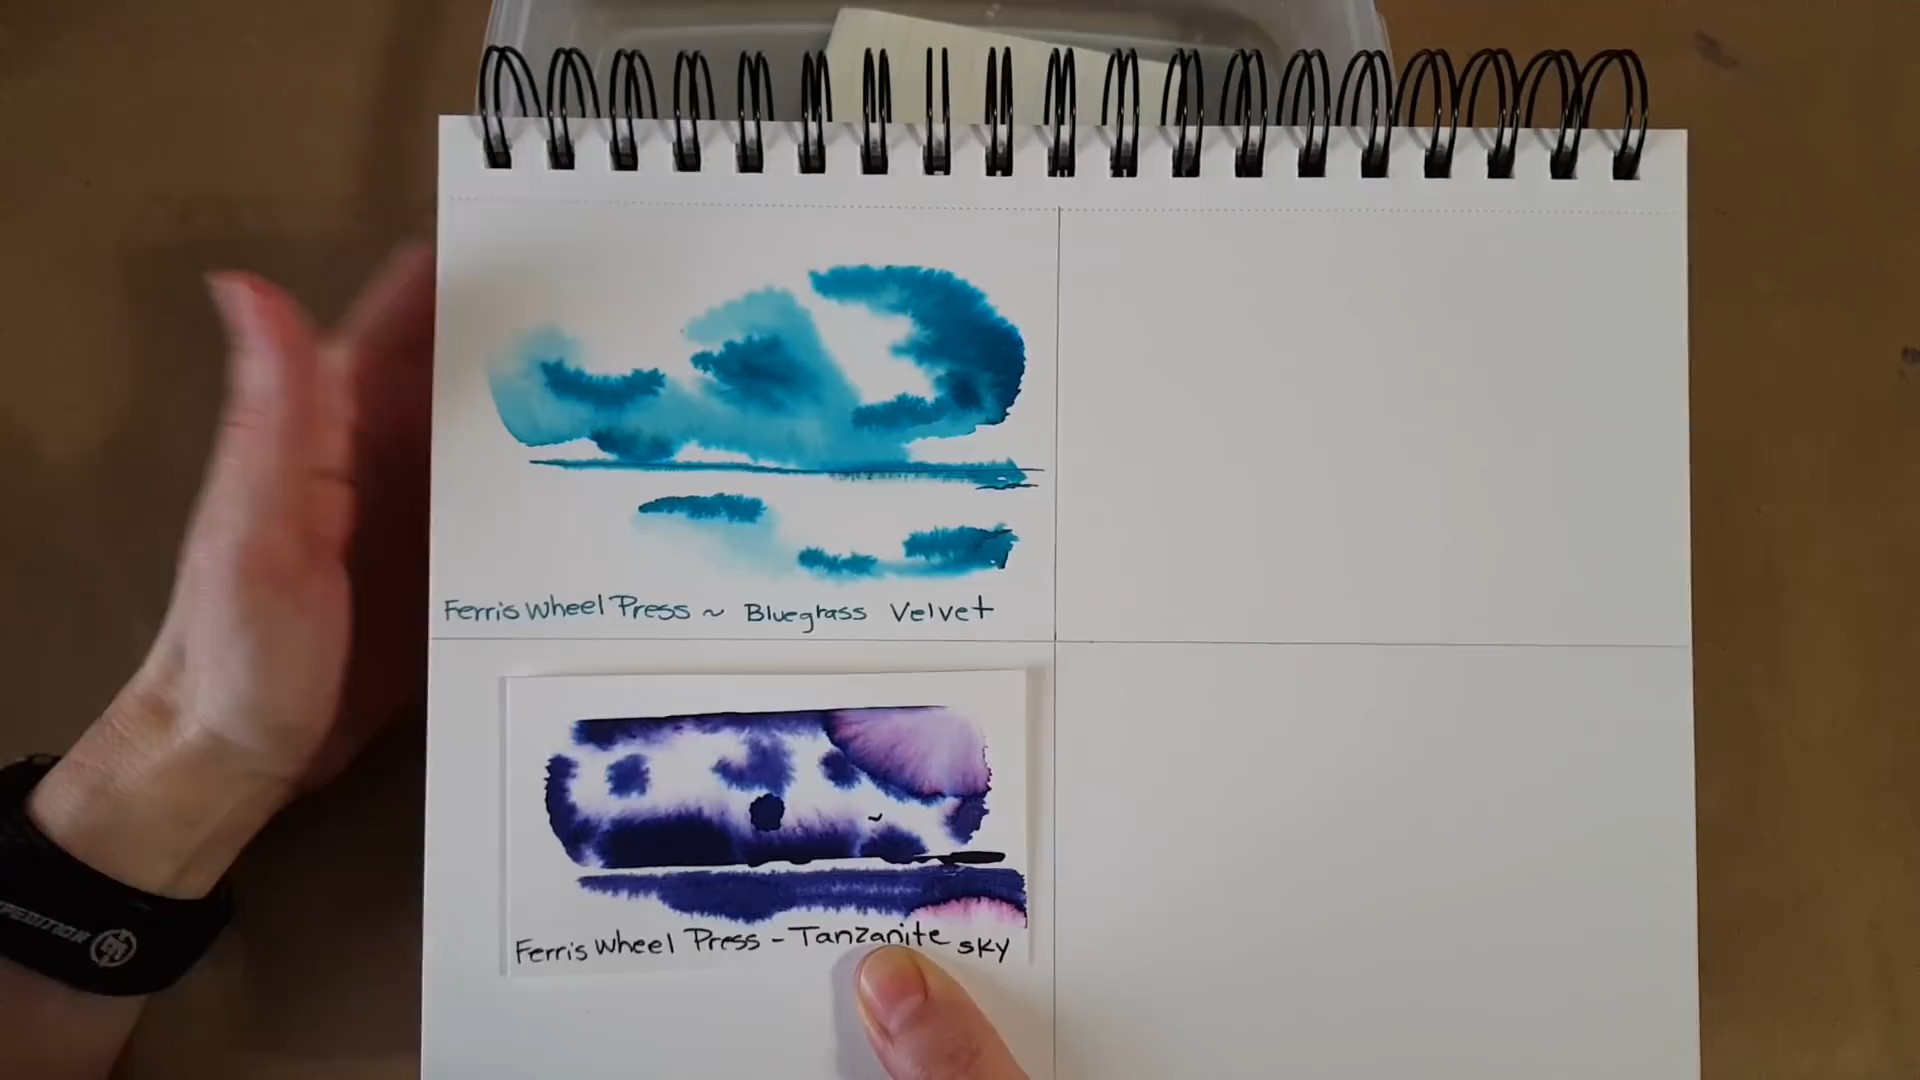 Ferris Wheel Press ~ Bluegrass Velvet
Ferris Wheel Press - Tanzanite sky